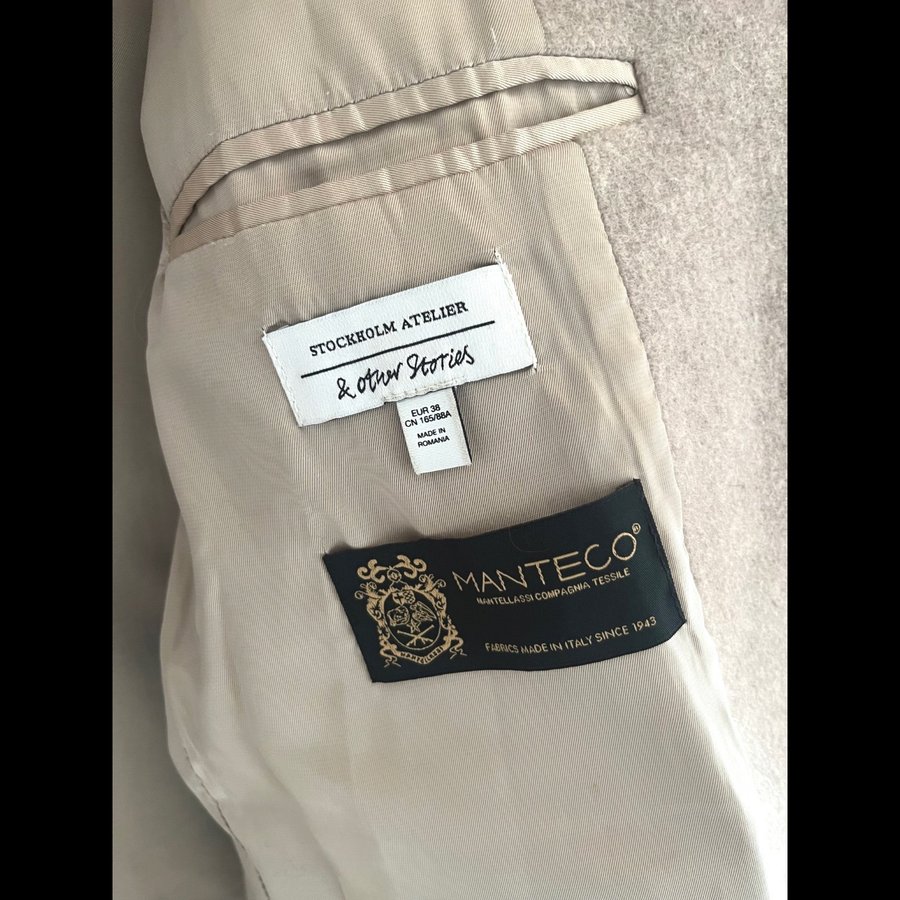 STOCKHOLM ATELIER
& other Stories
EUR 38
CN 165/88A
MADE IN
ROMANIA
MANTECO®
MANTELLASSI COMPAGNIA TESSILE
FABRICS MADE IN ITALY SINCE 1943
MANTELLASSI